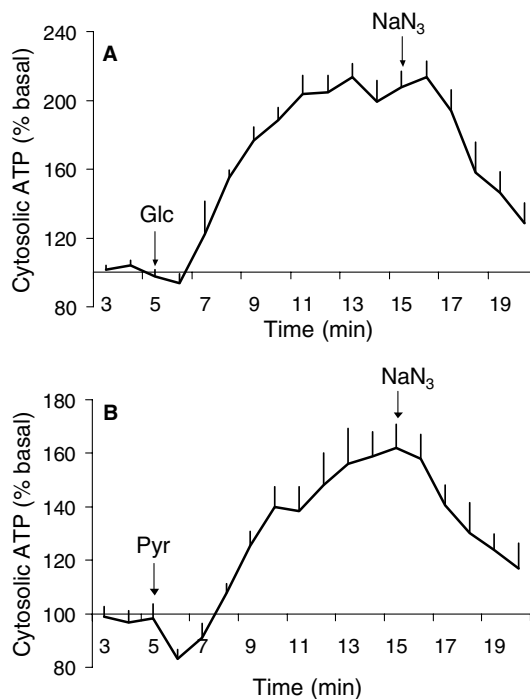 A
NaN₃
240
200
160
120
80
Cytosolic ATP (% basal)
Glc
3 5 7 9 11 13 15 17 19
Time (min)
B
NaN₃
180
160
140
120
100
80
Cytosolic ATP (% basal)
Pyr
3 5 7 9 11 13 15 17 19
Time (min)